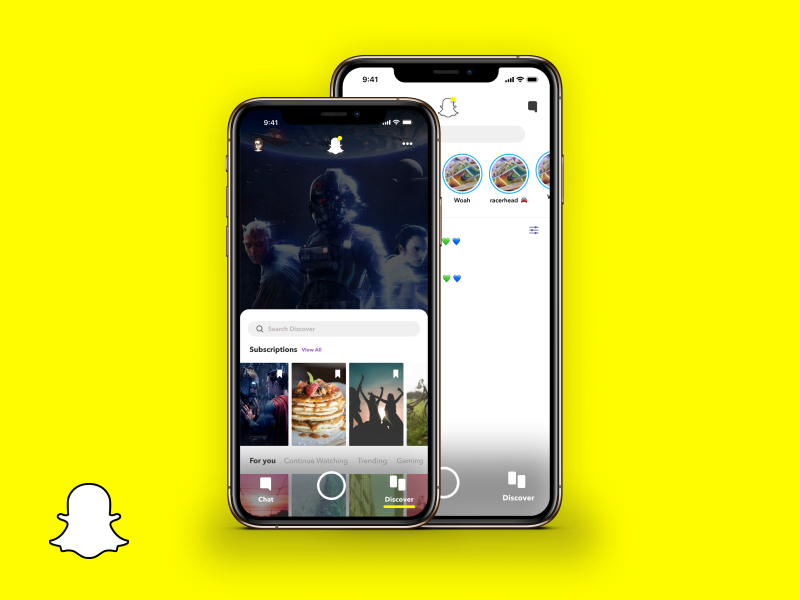 9:41
Search Discover
Subscriptions View All
For you Continue Watching Trending Gaming
Chat
Discover
9:41
Woah
racerhead
Discover